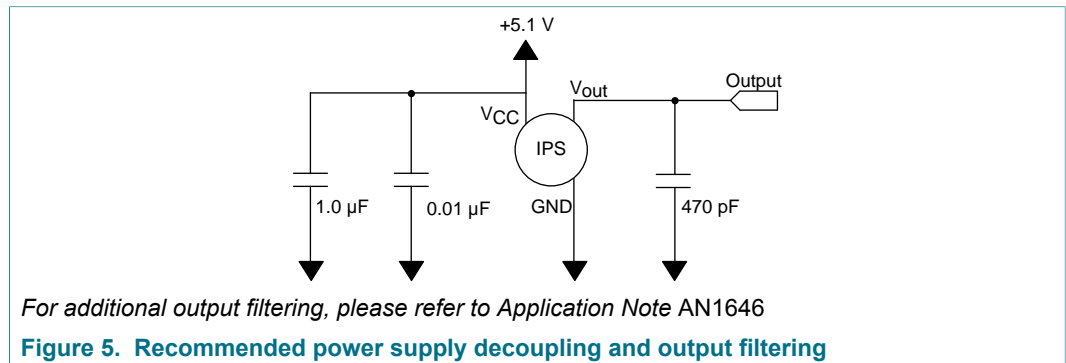 +5.1 V
Vout
Output
VCC
IPS
1.0 µF
0.01 µF
GND
470 pF
For additional output filtering, please refer to Application Note AN1646
Figure 5. Recommended power supply decoupling and output filtering